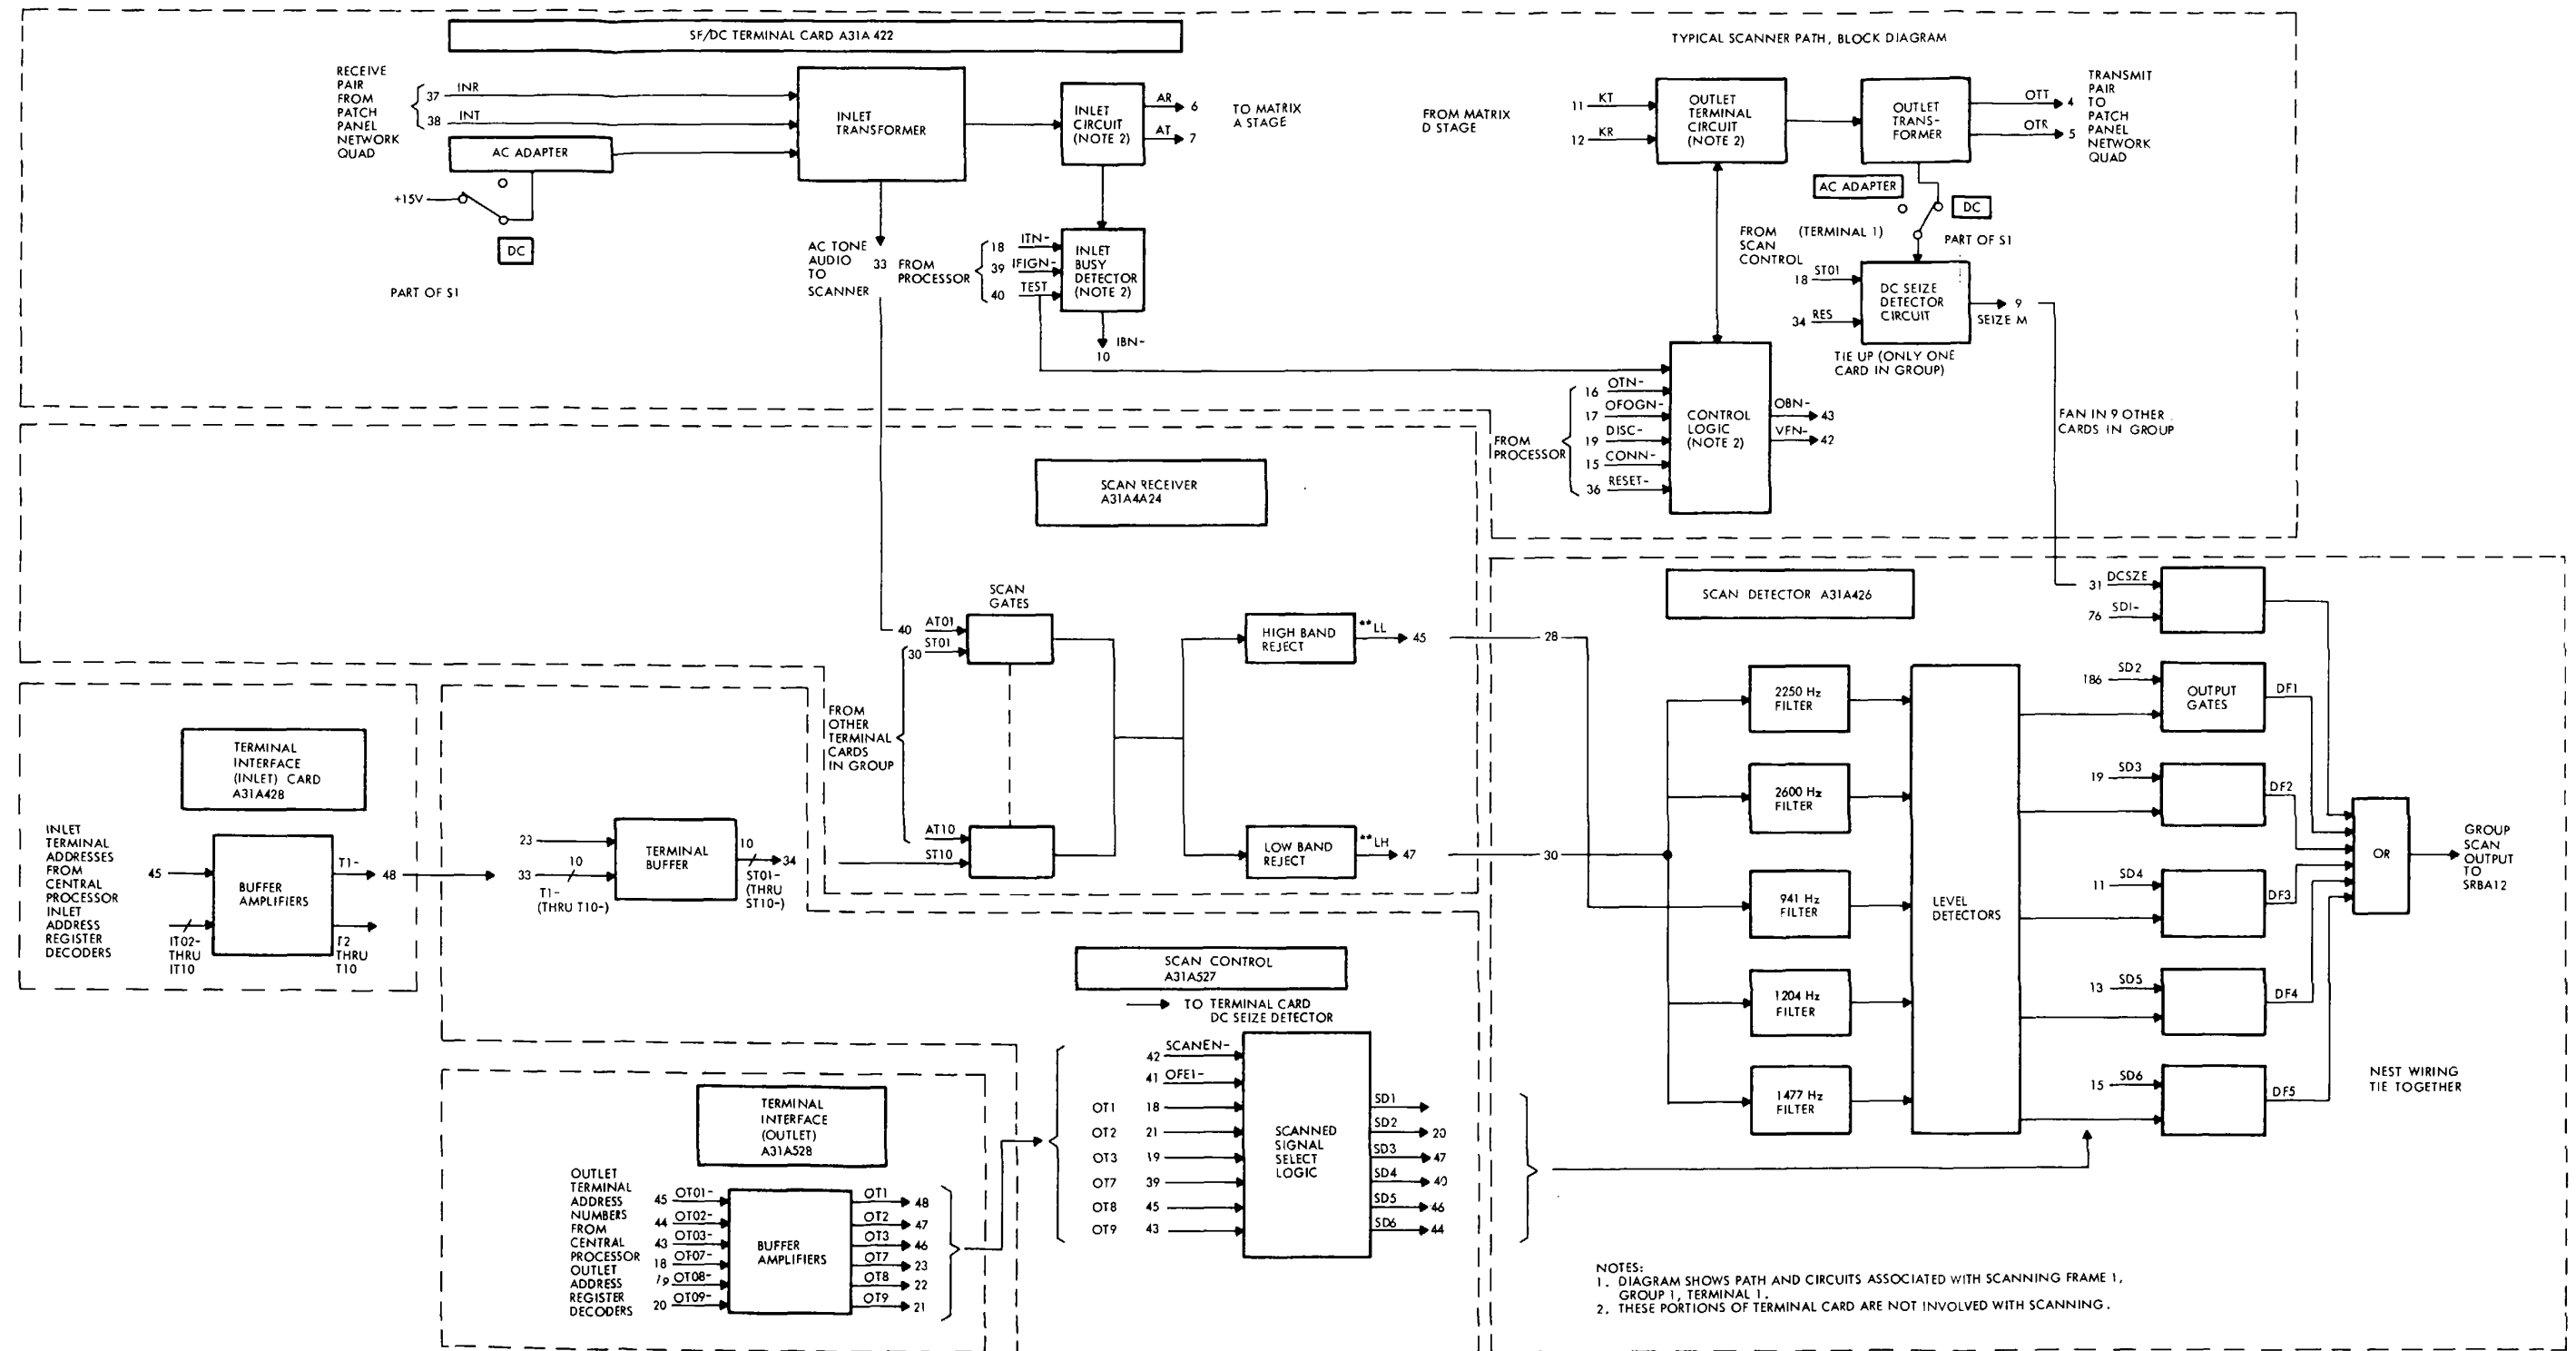 SF/DC TERMINAL CARD A31A 422
TYPICAL SCANNER PATH, BLOCK DIAGRAM
RECEIVE
PAIR
FROM
PATCH
PANEL
NETWORK
QUAD
37 INR
38 INT
AC ADAPTER
+15V
DC
PART OF S1
INLET
TRANSFORMER
INLET
CIRCUIT
(NOTE 2)
AR 6
AT 7
TO MATRIX
A STAGE
AC TONE
AUDIO
TO
SCANNER
33
FROM
PROCESSOR
18 ITN-
39 IFIGN-
40 TEST
INLET
BUSY
DETECTOR
(NOTE 2)
IBN-
10
FROM MATRIX
D STAGE
11 KT
12 KR
OUTLET
TERMINAL
CIRCUIT
(NOTE 2)
OUTLET
TRANS-
FORMER
OTT 4
OTR 5
TRANSMIT
PAIR
TO
PATCH
PANEL
NETWORK
QUAD
AC ADAPTER
DC
PART OF S1
FROM (TERMINAL 1)
SCAN
CONTROL
18 ST01
34 RES
DC SEIZE
DETECTOR
CIRCUIT
9
SEIZE M
TIE UP (ONLY ONE
CARD IN GROUP)
FROM
PROCESSOR
16 OTN-
17 OFOGN-
19 DISC-
15 CONN-
36 RESET-
CONTROL
LOGIC
(NOTE 2)
OBN- 43
VFN- 42
FAN IN 9 OTHER
CARDS IN GROUP
SCAN RECEIVER
A31A4A24
SCAN
GATES
40 AT01
30 ST01
FROM
OTHER
TERMINAL
CARDS
IN GROUP
AT10
ST10
HIGH BAND
REJECT
**LL 45
LOW BAND
REJECT
**LH 47
28
30
SCAN DETECTOR A31A426
31 DCSZE
76 SDI-
2250 Hz
FILTER
2600 Hz
FILTER
941 Hz
FILTER
1204 Hz
FILTER
1477 Hz
FILTER
LEVEL
DETECTORS
186 SD2
OUTPUT
GATES
DF1
19 SD3
DF2
11 SD4
DF3
13 SD5
DF4
15 SD6
DF5
OR
GROUP
SCAN
OUTPUT
TO
SRBA12
NEST WIRING
TIE TOGETHER
TERMINAL
INTERFACE
(INLET) CARD
A31A428
INLET
TERMINAL
ADDRESSES
FROM
CENTRAL
PROCESSOR
INLET
ADDRESS
REGISTER
DECODERS
45
IT02-
THRU
IT10
BUFFER
AMPLIFIERS
T1- 48
T2
THRU
T10
23
33 10
T1-
(THRU T10-)
TERMINAL
BUFFER
10 34
ST01-
(THRU
ST10-)
SCAN CONTROL
A31A527
TO TERMINAL CARD
DC SEIZE DETECTOR
42 SCANEN-
41 OFE1-
OT1 18
OT2 21
OT3 19
OT7 39
OT8 45
OT9 43
SCANNED
SIGNAL
SELECT
LOGIC
SD1
SD2 20
SD3 47
SD4 40
SD5 46
SD6 44
TERMINAL
INTERFACE
(OUTLET)
A31A528
OUTLET
TERMINAL
ADDRESS
NUMBERS
FROM
CENTRAL
PROCESSOR
OUTLET
ADDRESS
REGISTER
DECODERS
45 OT01-
44 OT02-
43 OT03-
18 OT07-
19 OT08-
20 OT09-
BUFFER
AMPLIFIERS
OT1 48
OT2 47
OT3 46
OT7 23
OT8 22
OT9 21
NOTES:
1. DIAGRAM SHOWS PATH AND CIRCUITS ASSOCIATED WITH SCANNING FRAME 1,
GROUP 1, TERMINAL 1.
2. THESE PORTIONS OF TERMINAL CARD ARE NOT INVOLVED WITH SCANNING.